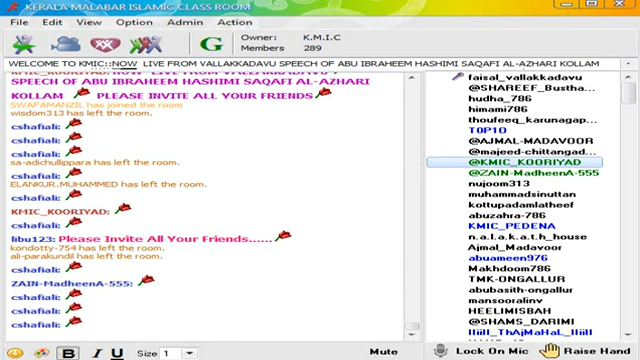 KERALA MALABAR ISLAMIC CLASS ROOM
File Edit View Option Admin Action
G Owner: K.M.I.C
Members 289
WELCOME TO KMIC::NOW LIVE FROM VALLAKKADAVU SPEECH OF ABU IBRAHEEM HASHIMI SAQAFI AL-AZHARI KOLLAM
SPEECH OF ABU IBRAHEEM HASHIMI SAQAFI AL-AZHARI
KOLLAM PLEASE INVITE ALL YOUR FRIENDS
SWAPAMANZIL has joined the room
wisdom313 has left the room.
cshafiali:
cshafiali:
cshafiali:
sa-adichullippara has left the room.
cshafiali:
ELANKUR.MUHAMMED has left the room.
cshafiali:
KMIC_KOORIYAD:
cshafiali:
libu123: Please Invite All Your Friends......
kondotty-754 has left the room.
ali-parakundil has left the room.
cshafiali:
ZAIN-MadheenA-555:
cshafiali:
cshafiali:
cshafiali:
faisal_vallakkadavu
@SHAREEF_Bustha...
hudha_786
himami786
thoufeeq_karunagap...
T0P10
@AJMAL-MADAVOOR
@majeed-chittangad...
@KMIC_KOORIYAD
@ZAIN-MadheenA-555
nujoom313
muhammadsinuttan
kottupadamlatheef
abuzahra-786
KMIC_PEDENA
n.a.l.a.k.a.t.h_house
Ajmal_Madavoor
abuameen976
Makhdoom786
TMK-ONGALLUR
abubasith-ongallur
mansooralinv
HEELIMISBAH
@SHAMS_DARIMI
B I U Size 1 Mute Lock On Mic Raise Hand